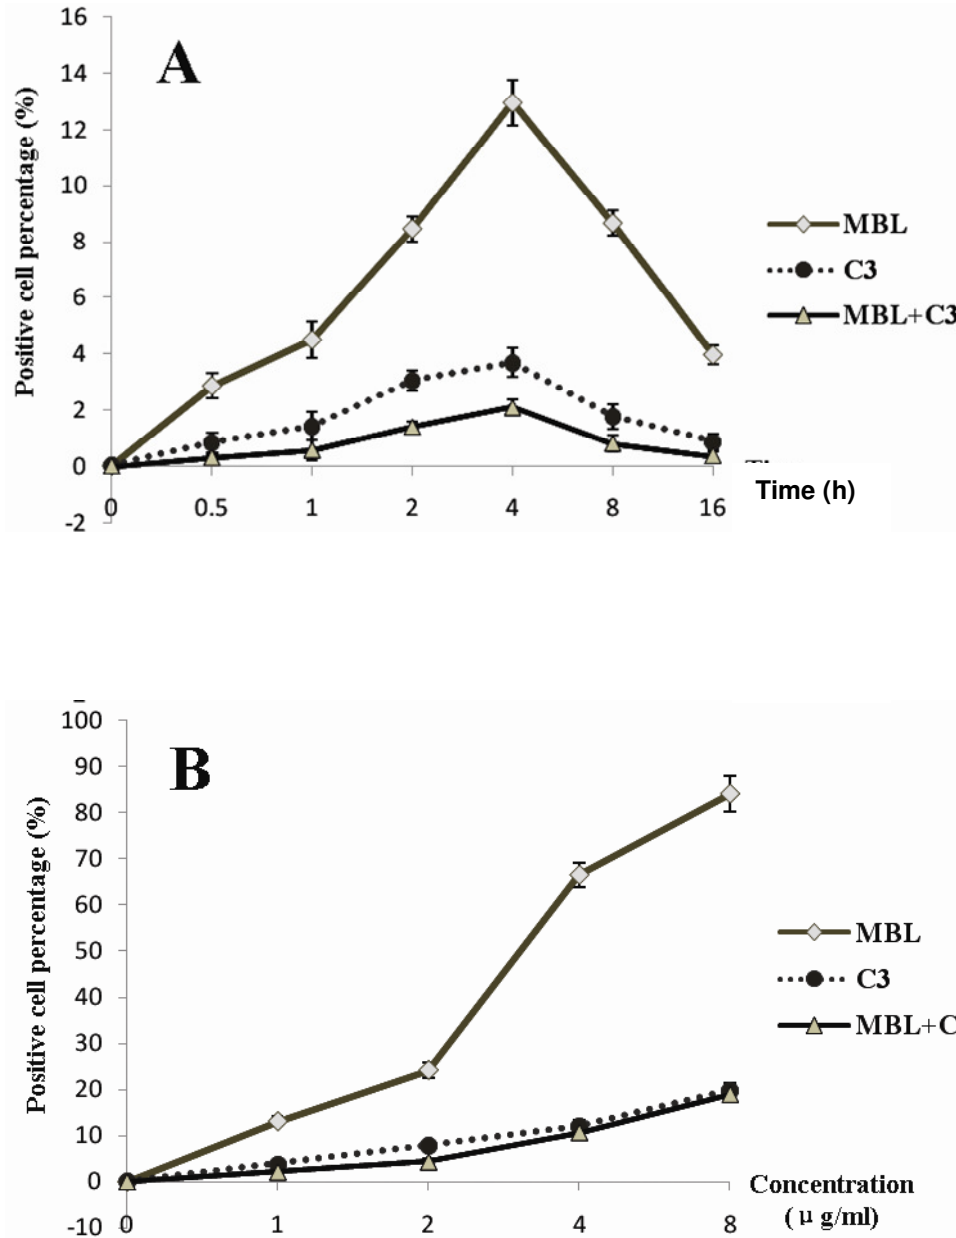 A
Positive cell percentage (%)
16
14
12
10
8
6
4
2
0
-2
0 0.5 1 2 4 8 16
Time (h)
MBL
C3
MBL+C3
B
Positive cell percentage (%)
100
90
80
70
60
50
40
30
20
10
0
-10
0 1 2 4 8
Concentration
( μ g/ml)
MBL
C3
MBL+C